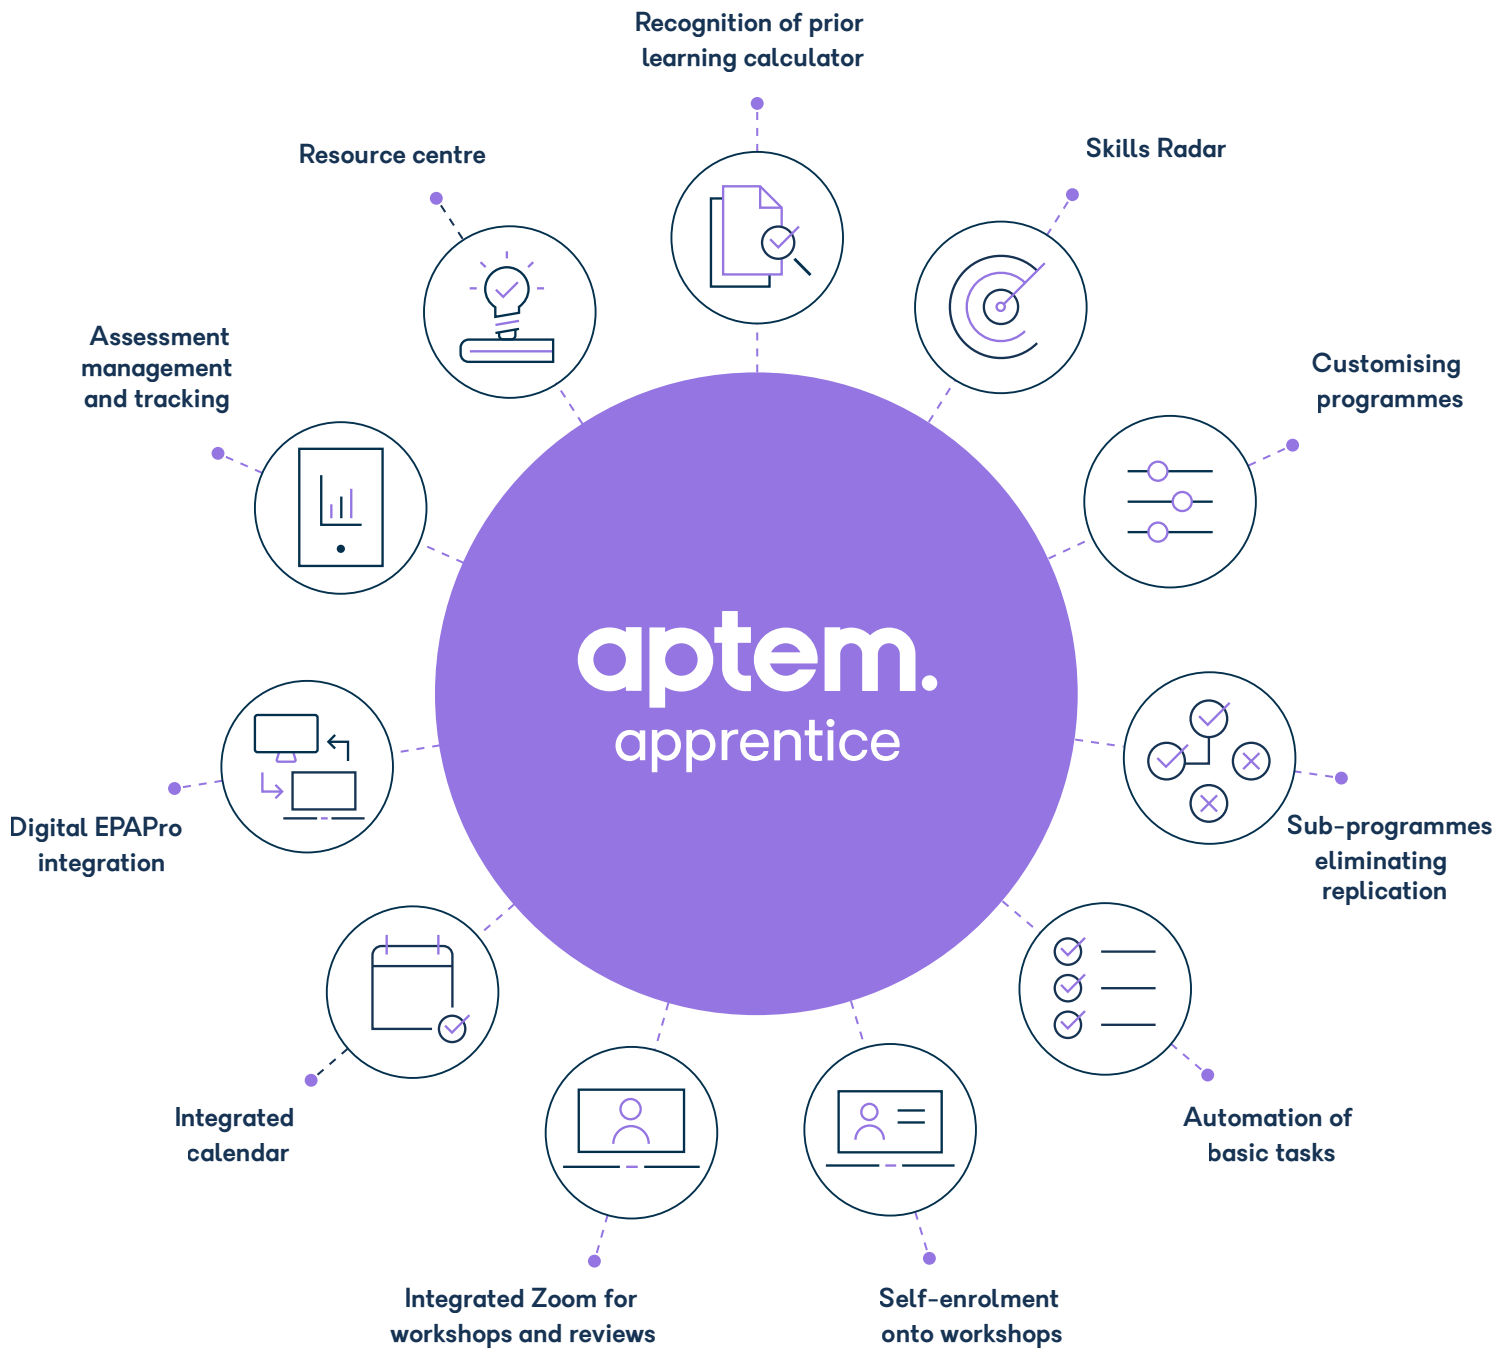 Recognition of prior
learning calculator
Skills Radar
Customising
programmes
Sub-programmes
eliminating
replication
Automation of
basic tasks
Self-enrolment
onto workshops
Integrated Zoom for
workshops and reviews
Integrated
calendar
Digital EPAPro
integration
Assessment
management
and tracking
Resource centre
aptem.
apprentice